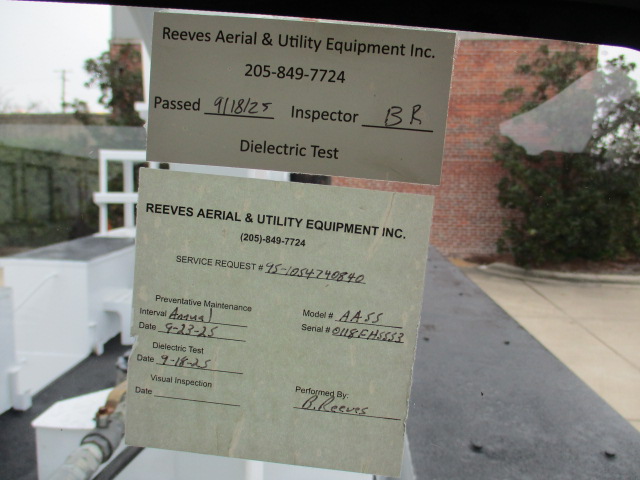 Reeves Aerial & Utility Equipment Inc.
205-849-7724
Passed 9/18/25 Inspector BR
Dielectric Test
REEVES AERIAL & UTILITY EQUIPMENT INC.
(205)-849-7724
SERVICE REQUEST # 95-1054740840
Preventative Maintenance
Interval Annual
Date 9-23-25
Model# AA55
Serial# 0118EH5553
Dielectric Test
Date 9-18-25
Visual Inspection
Date
Performed By:
B. Reeves